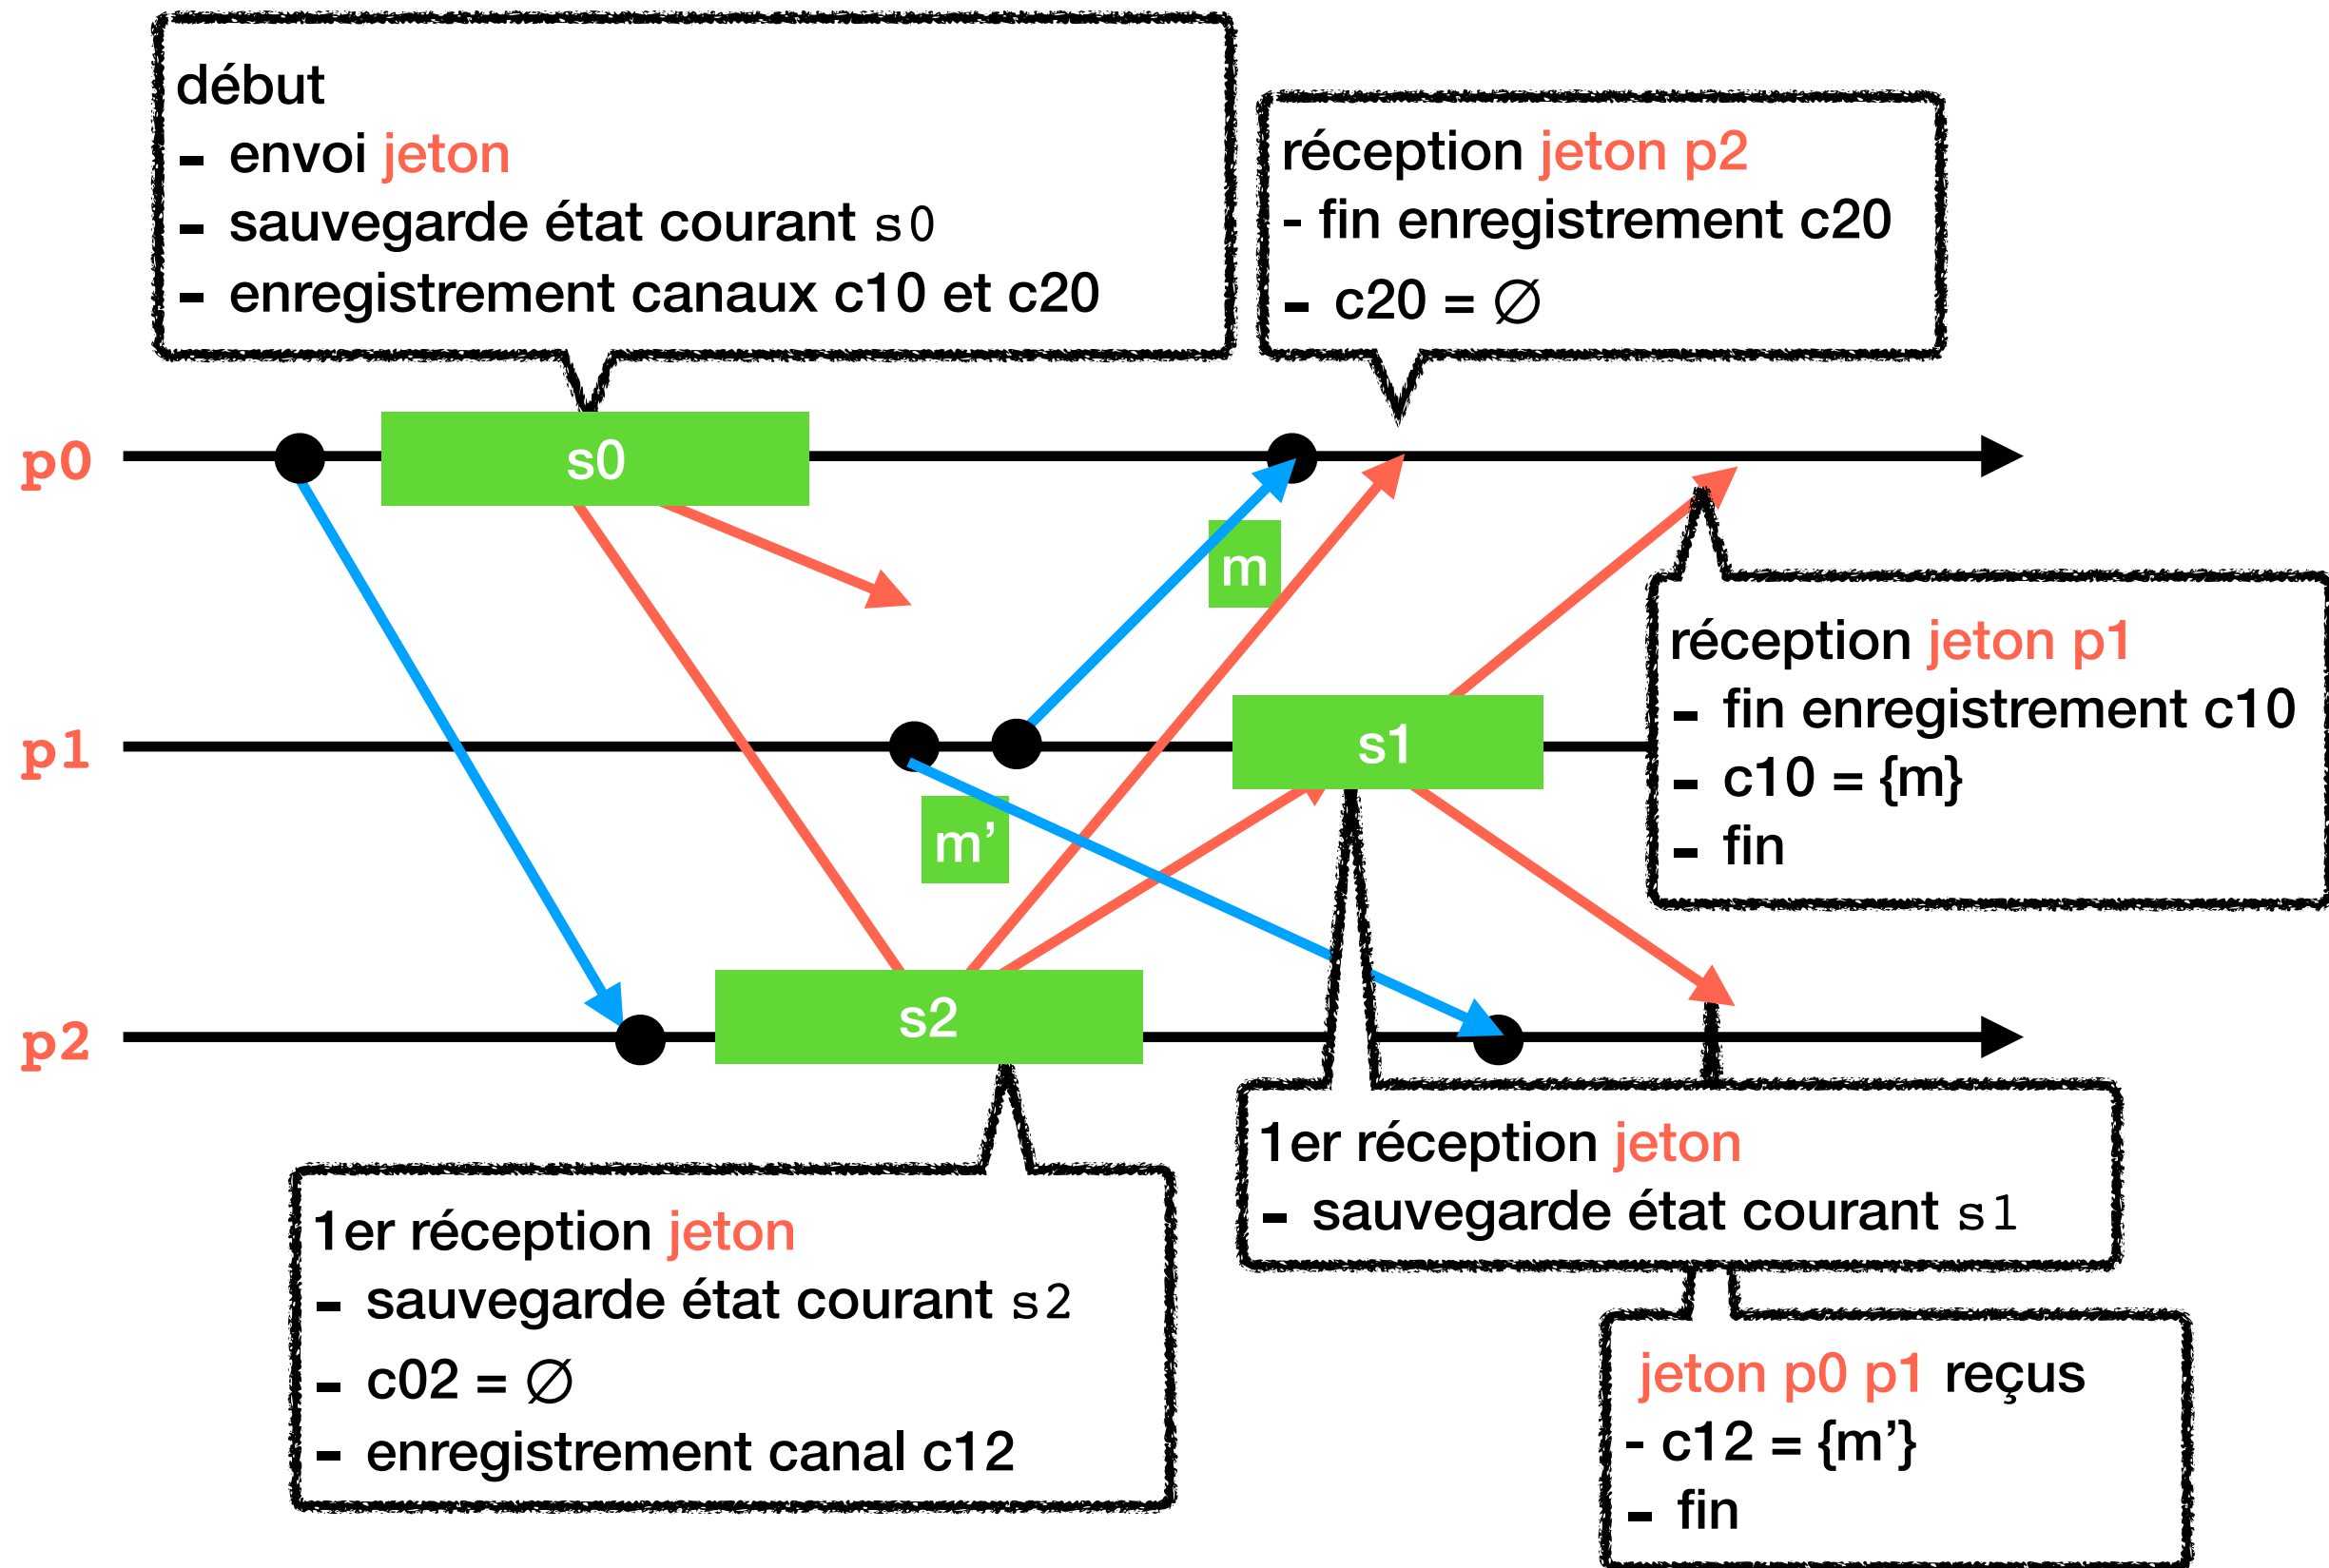 début
- envoi jeton
- sauvegarde état courant s0
- enregistrement canaux c10 et c20
réception jeton p2
- fin enregistrement c20
- c20 = ∅
p0
s0
m
réception jeton p1
- fin enregistrement c10
- c10 = {m}
- fin
p1
s1
m’
p2
s2
1er réception jeton
- sauvegarde état courant s1
1er réception jeton
- sauvegarde état courant s2
- c02 = ∅
- enregistrement canal c12
jeton p0 p1 reçus
- c12 = {m’}
- fin